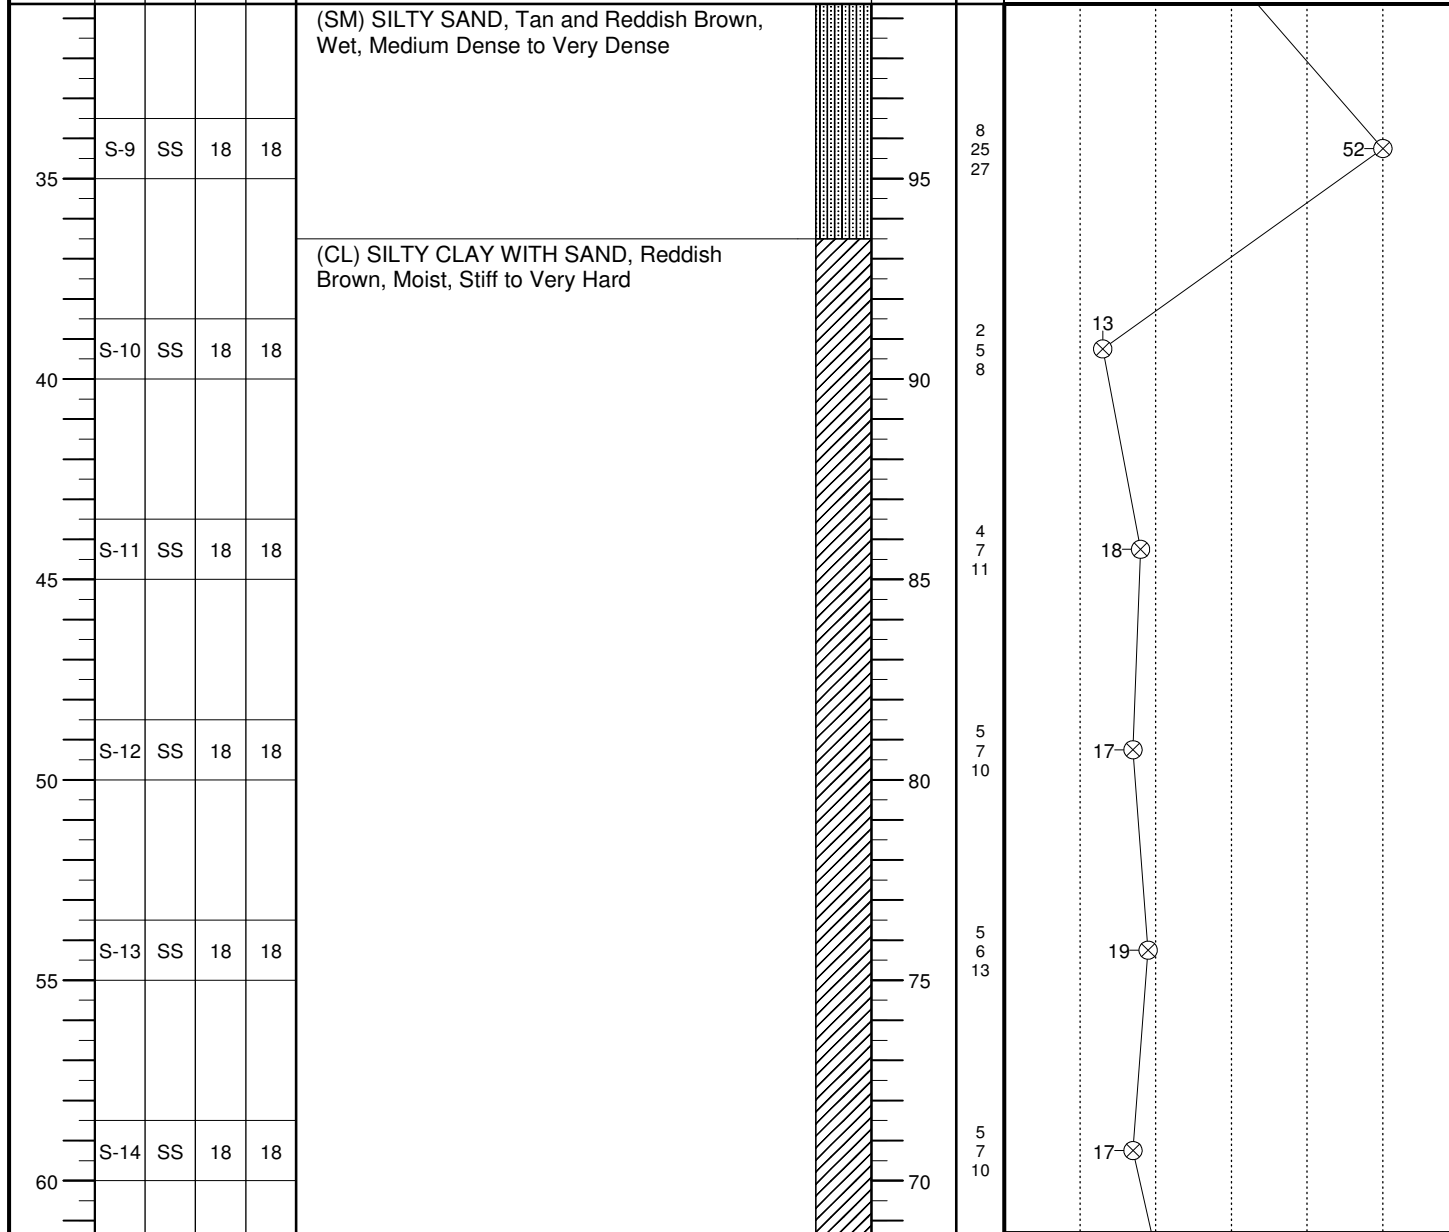 (SM) SILTY SAND, Tan and Reddish Brown,
Wet, Medium Dense to Very Dense
8
S-9 SS 18 18 25 52
27
35 95
(CL) SILTY CLAY WITH SAND, Reddish
Brown, Moist, Stiff to Very Hard
13
2
S-10 SS 18 18 5
8
40 90
4
S-11 SS 18 18 7 18
11
45 85
5
S-12 SS 18 18 7 17
10
50 80
5
S-13 SS 18 18 6 19
13
55 75
5
S-14 SS 18 18 7 17
10
60 70